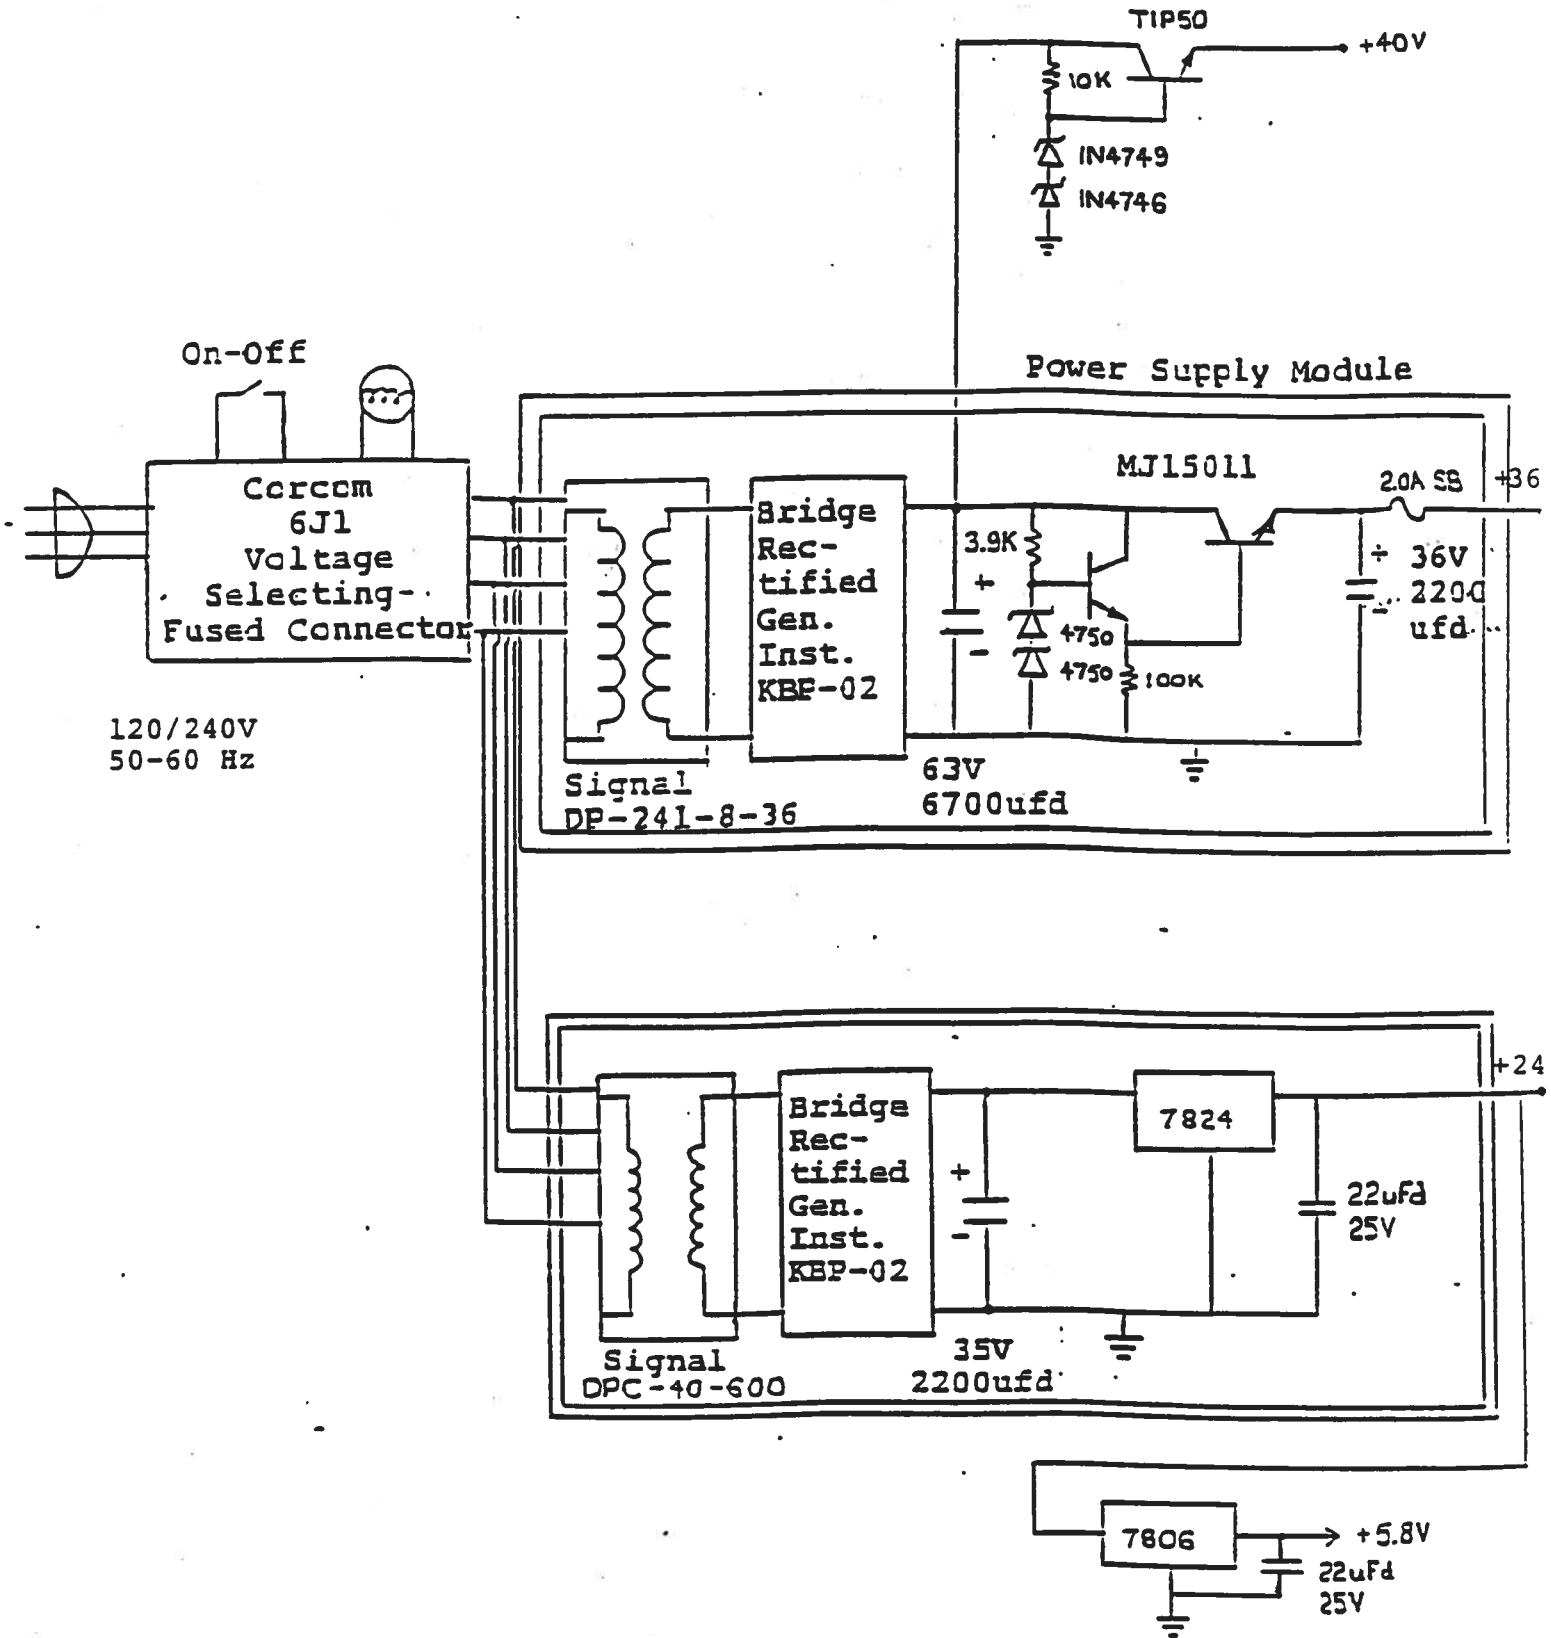 TIP50
+40V
10K
IN4749
IN4746
On-Off
Power Supply Module
MJ15011
2.0A SB
+36
Corcom
6J1
Voltage
Selecting-
Fused Connector
Bridge
Rec-
tified
Gen.
Inst.
KBP-02
3.9K
+
-
4750
4750
100K
+
-
36V
2200
ufd
120/240V
50-60 Hz
Signal
DP-241-8-36
63V
6700ufd
+24
Bridge
Rec-
tified
Gen.
Inst.
KBP-02
7824
+
-
22uFd
25V
Signal
DPC-40-600
35V
2200ufd
7806
+5.8V
22uFd
25V